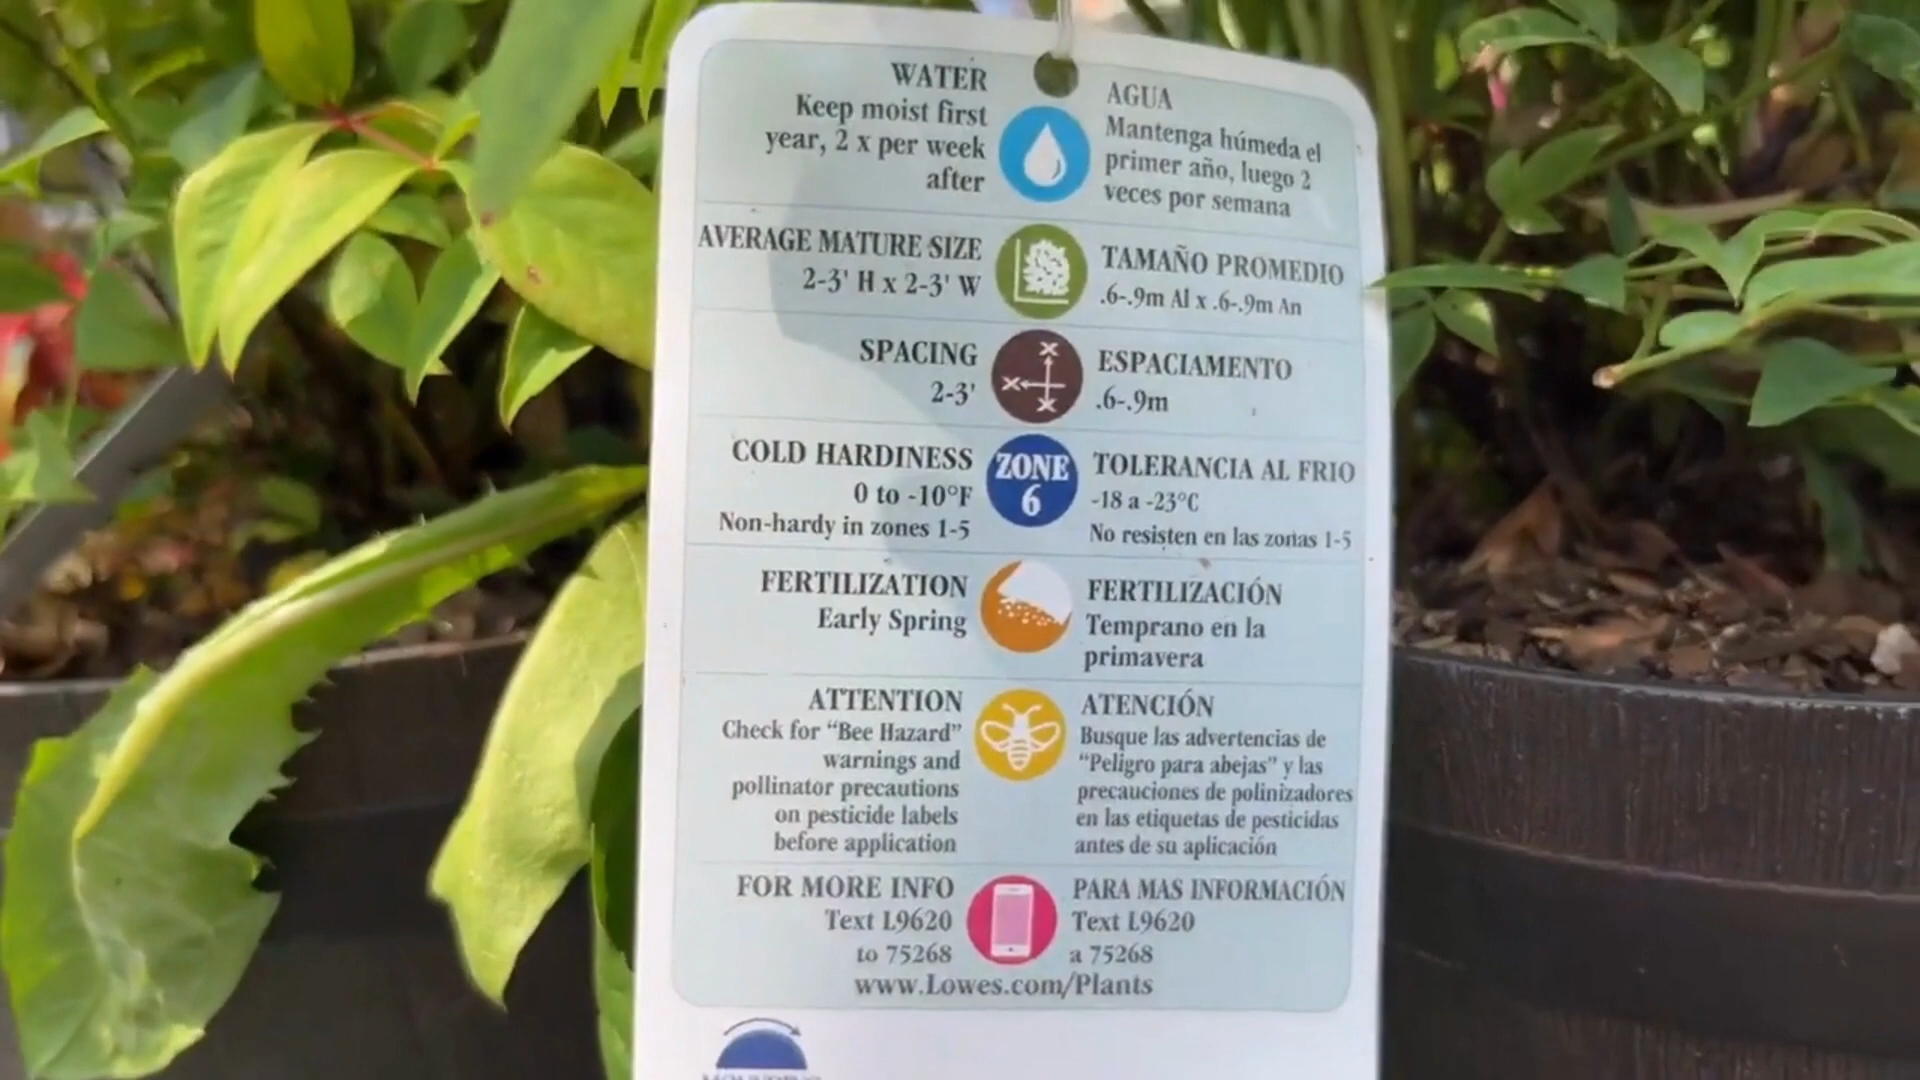 WATER
Keep moist first
year, 2 x per week
after
AGUA
Mantenga húmeda el
primer año, luego 2
veces por semana
AVERAGE MATURE SIZE
2-3' H x 2-3' W
TAMAÑO PROMEDIO
.6-.9m Al x .6-.9m An
SPACING
2-3'
ESPACIAMENTO
.6-.9m
COLD HARDINESS
0 to -10°F
Non-hardy in zones 1-5
ZONE
6
TOLERANCIA AL FRIO
-18 a -23°C
No resisten en las zonas 1-5
FERTILIZATION
Early Spring
FERTILIZACIÓN
Temprano en la
primavera
ATTENTION
Check for “Bee Hazard”
warnings and
pollinator precautions
on pesticide labels
before application
ATENCIÓN
Busque las advertencias de
“Peligro para abejas” y las
precauciones de polinizadores
en las etiquetas de pesticidas
antes de su aplicación
FOR MORE INFO
Text L9620
to 75268
PARA MAS INFORMACIÓN
Text L9620
a 75268
www.Lowes.com/Plants